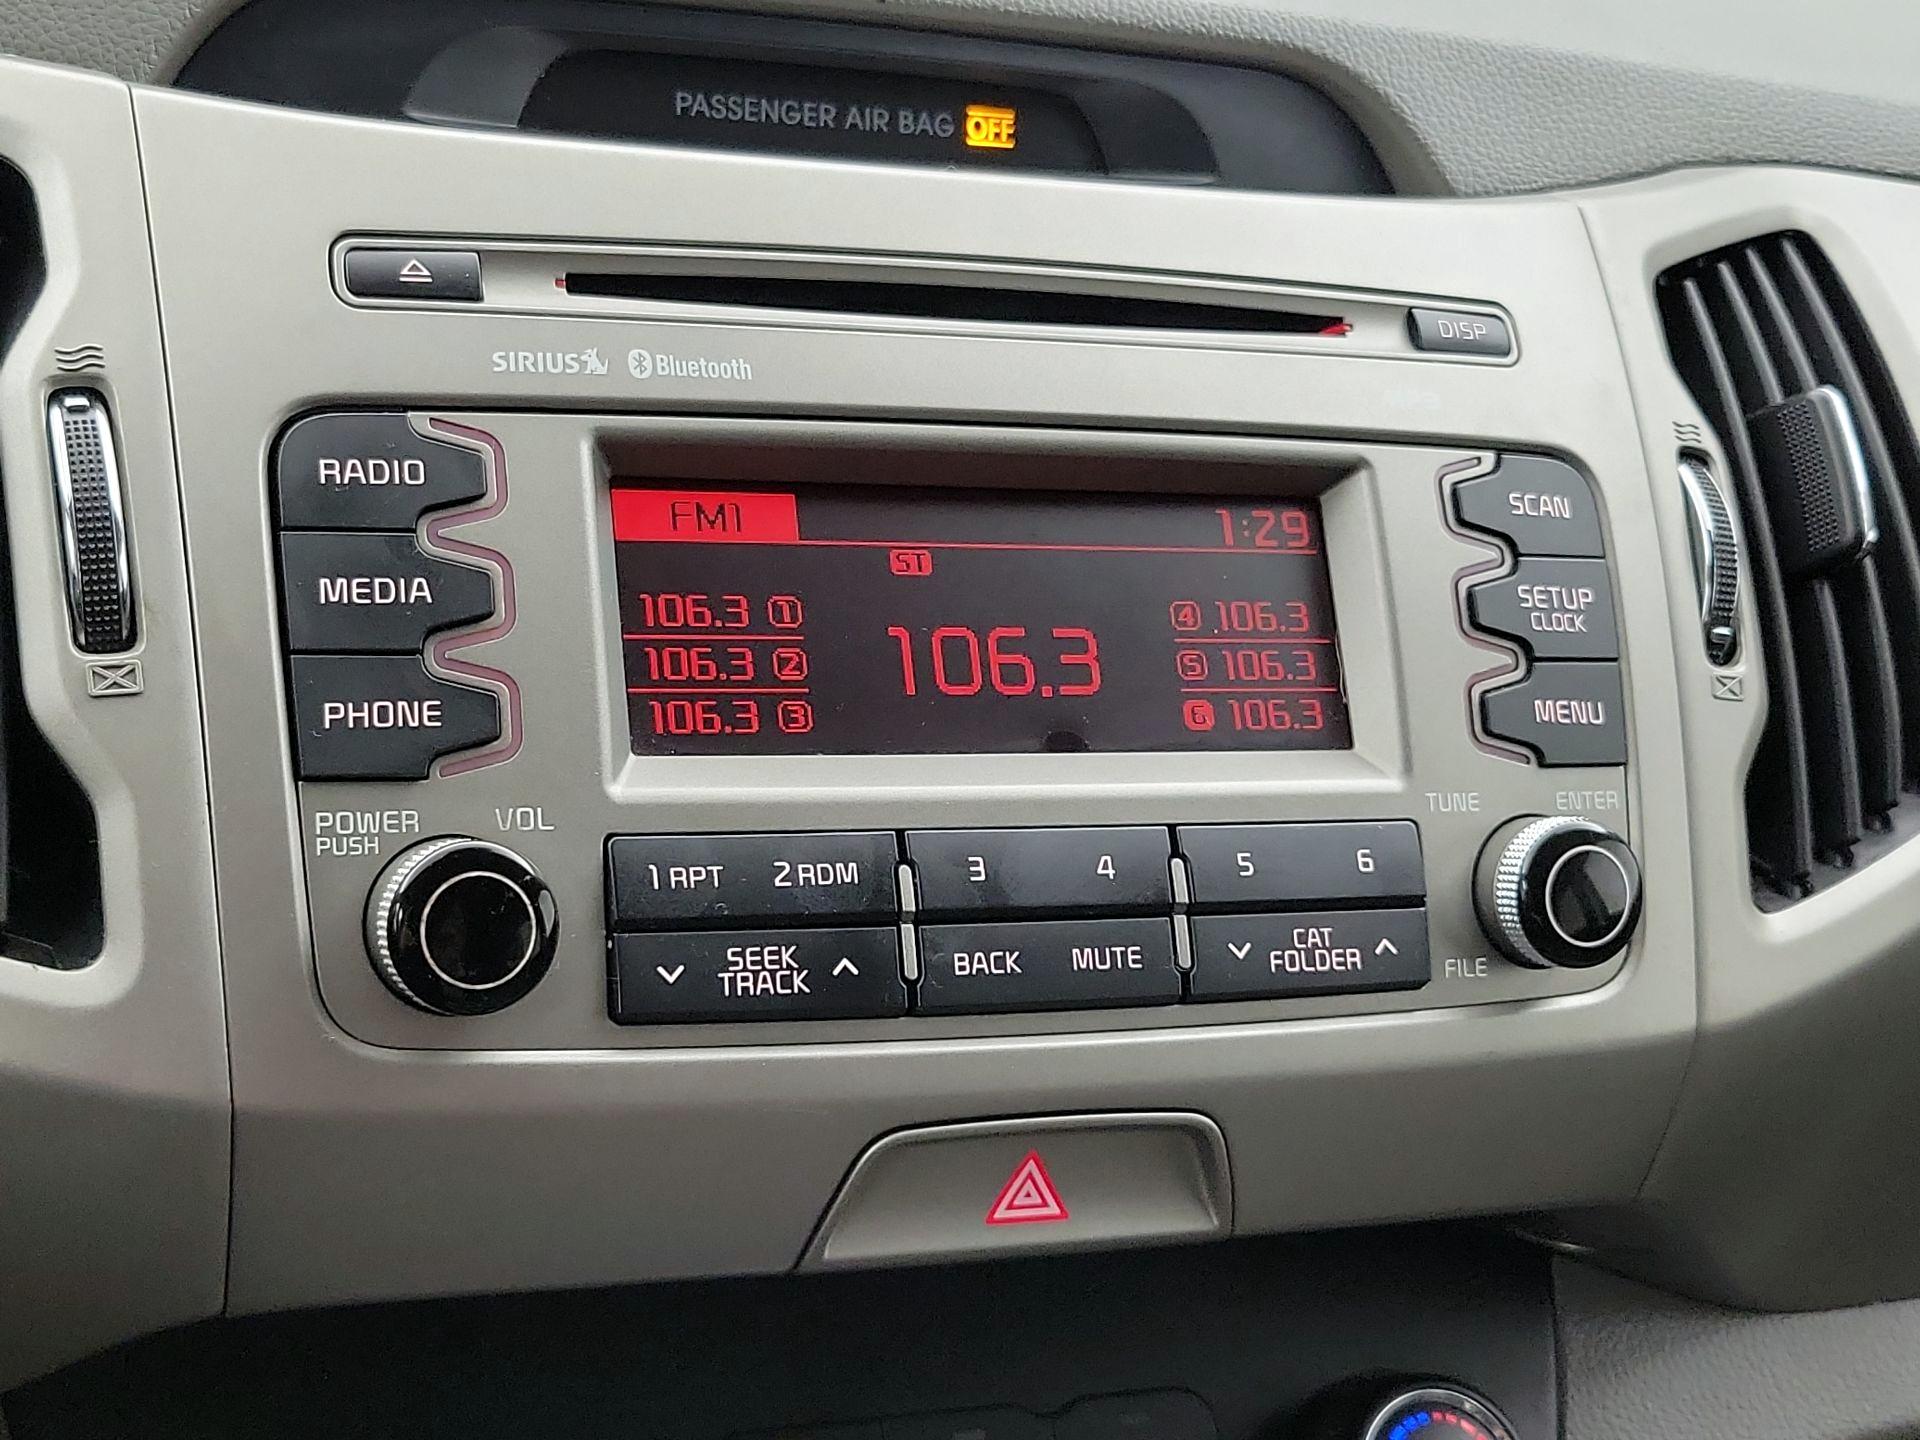 PASSENGER AIR BAG OFF
DISP
SIRIUS Bluetooth
RADIO
MEDIA
PHONE
FM1 1:29
ST
106.3 1 106.3 4 106.3
106.3 2 5 106.3
106.3 3 6 106.3
SCAN
SETUP
CLOCK
MENU
POWER
PUSH
VOL
TUNE
ENTER
FILE
1 RPT 2 RDM 3 4 5 6
SEEK
TRACK
BACK MUTE
CAT
FOLDER